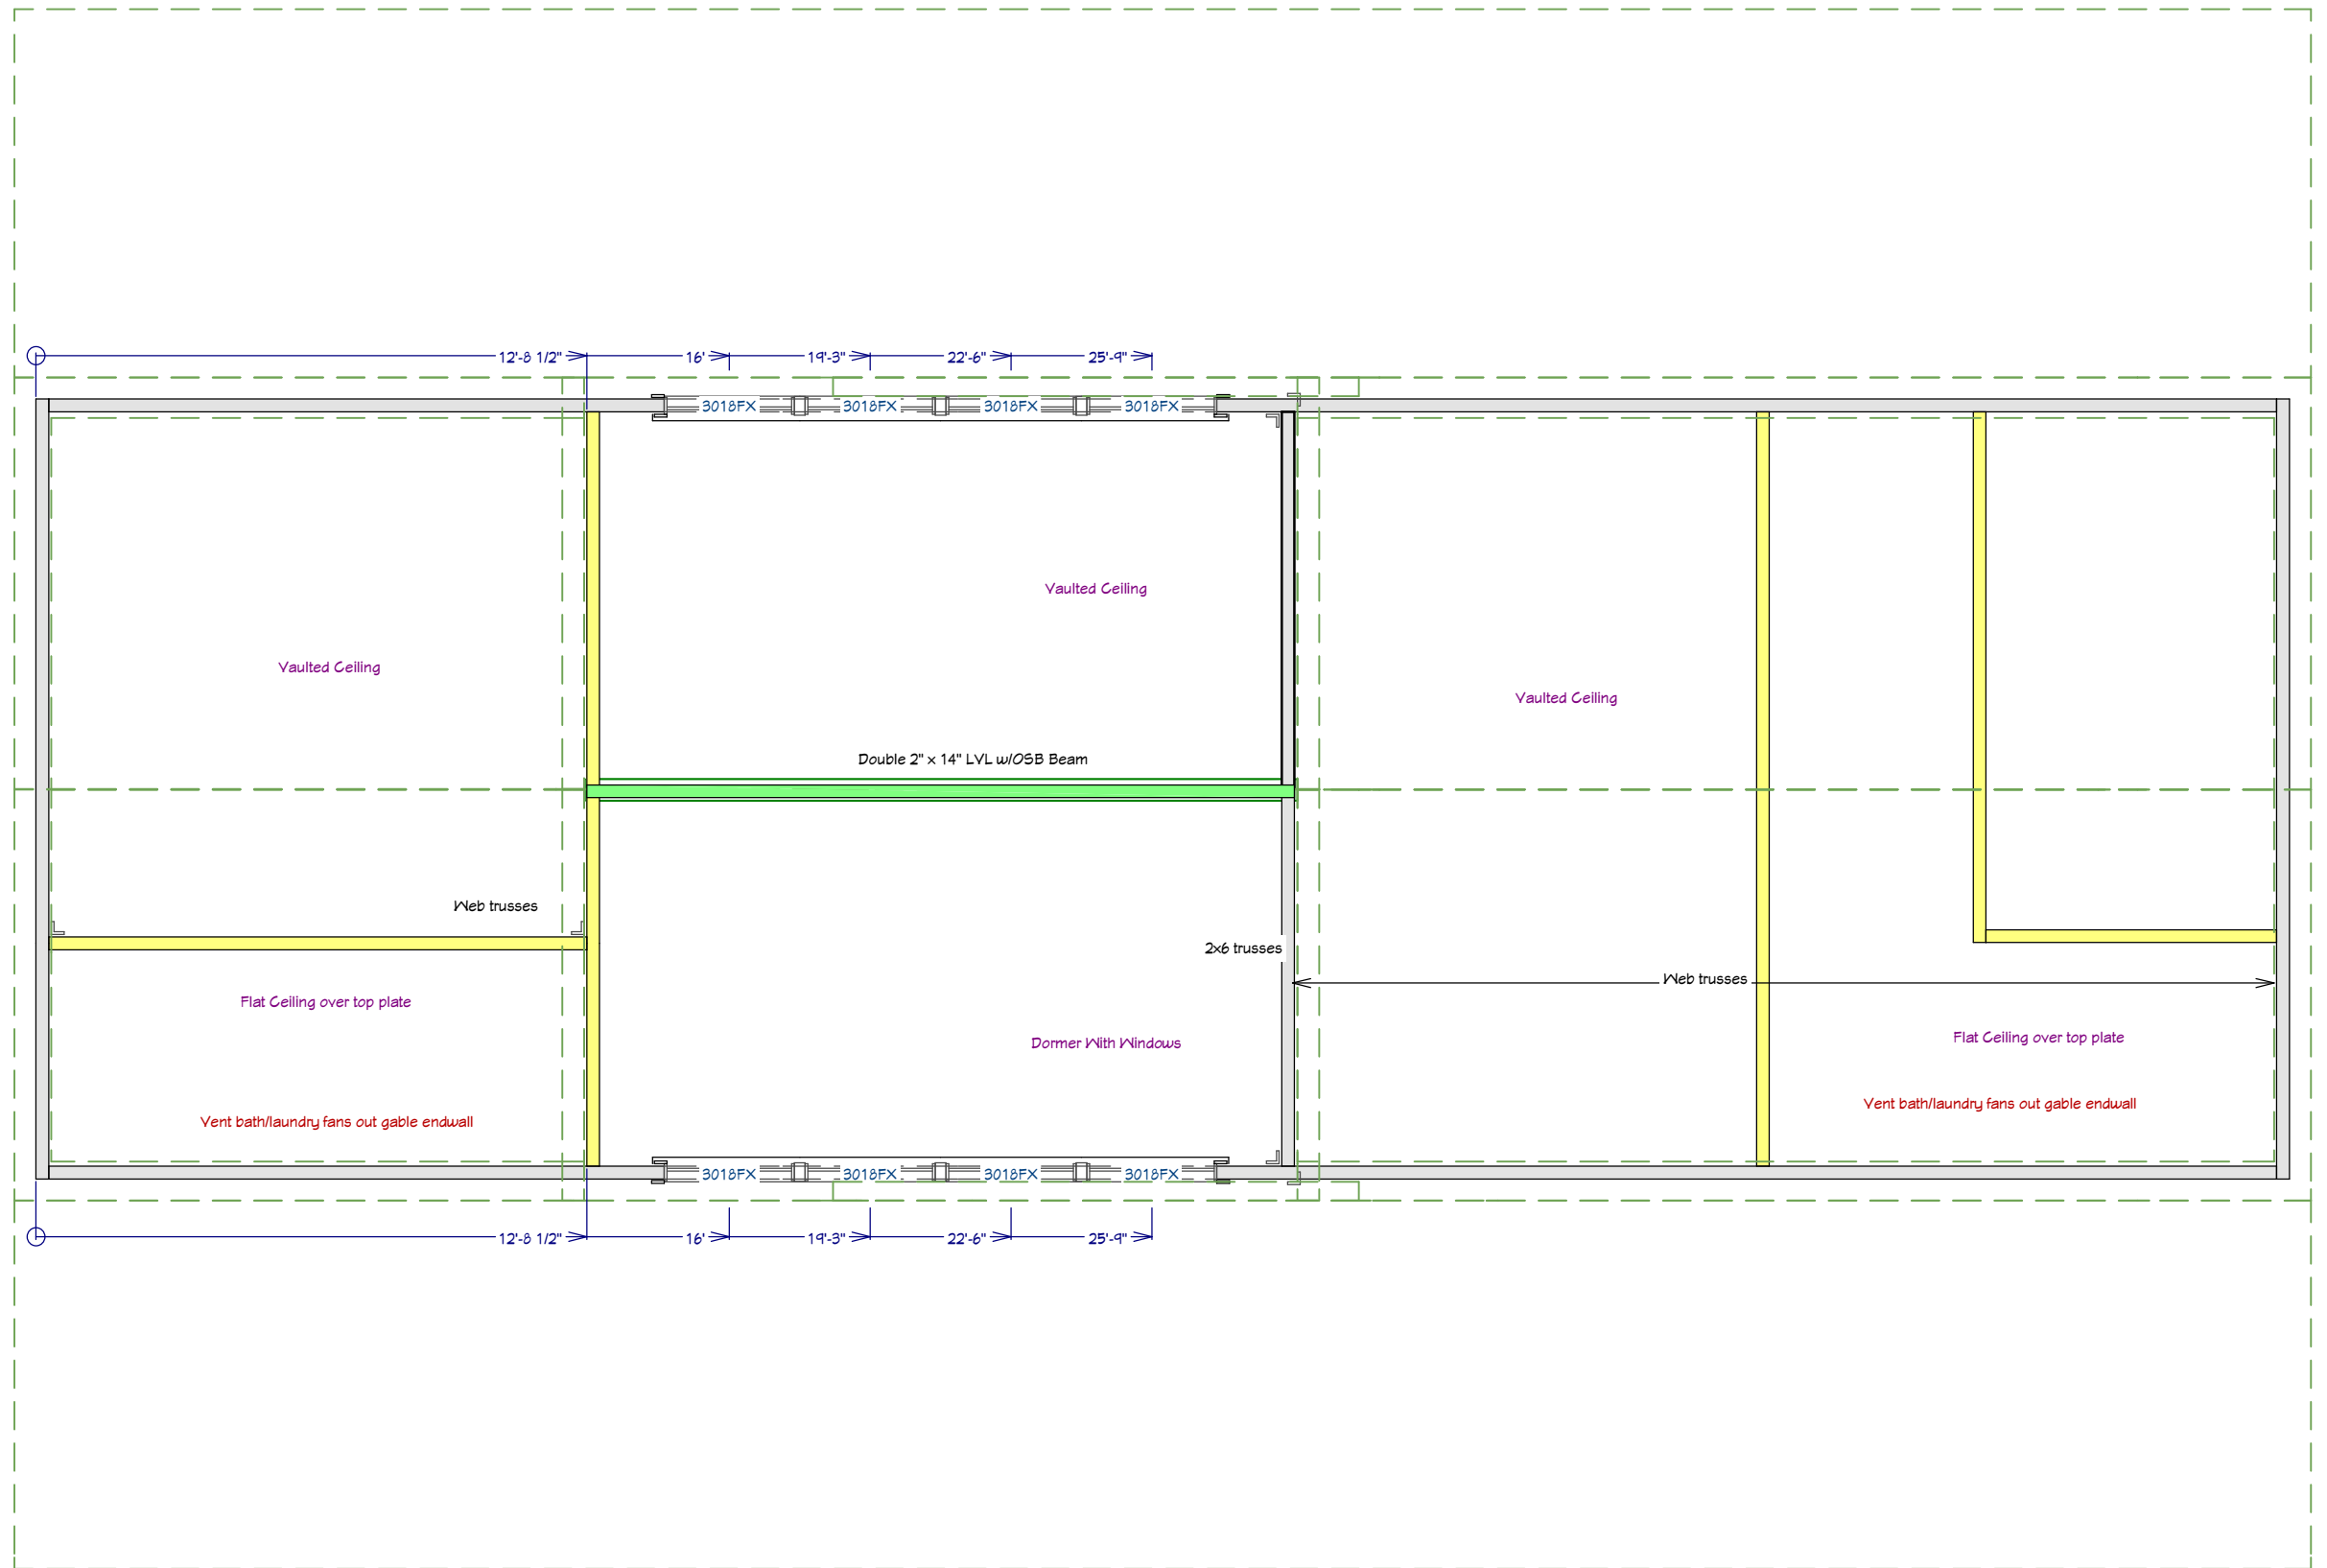 12'-8 1/2" 16' 19'-3" 22'-6" 25'-9"
3018FX 3018FX 3018FX 3018FX
Vaulted Ceiling
Vaulted Ceiling
Vaulted Ceiling
Double 2" x 14" LVL w/OSB Beam
Web trusses
2x6 trusses
Web trusses
Flat Ceiling over top plate
Dormer With Windows
Flat Ceiling over top plate
Vent bath/laundry fans out gable endwall
Vent bath/laundry fans out gable endwall
3018FX 3018FX 3018FX 3018FX
12'-8 1/2" 16' 19'-3" 22'-6" 25'-9"